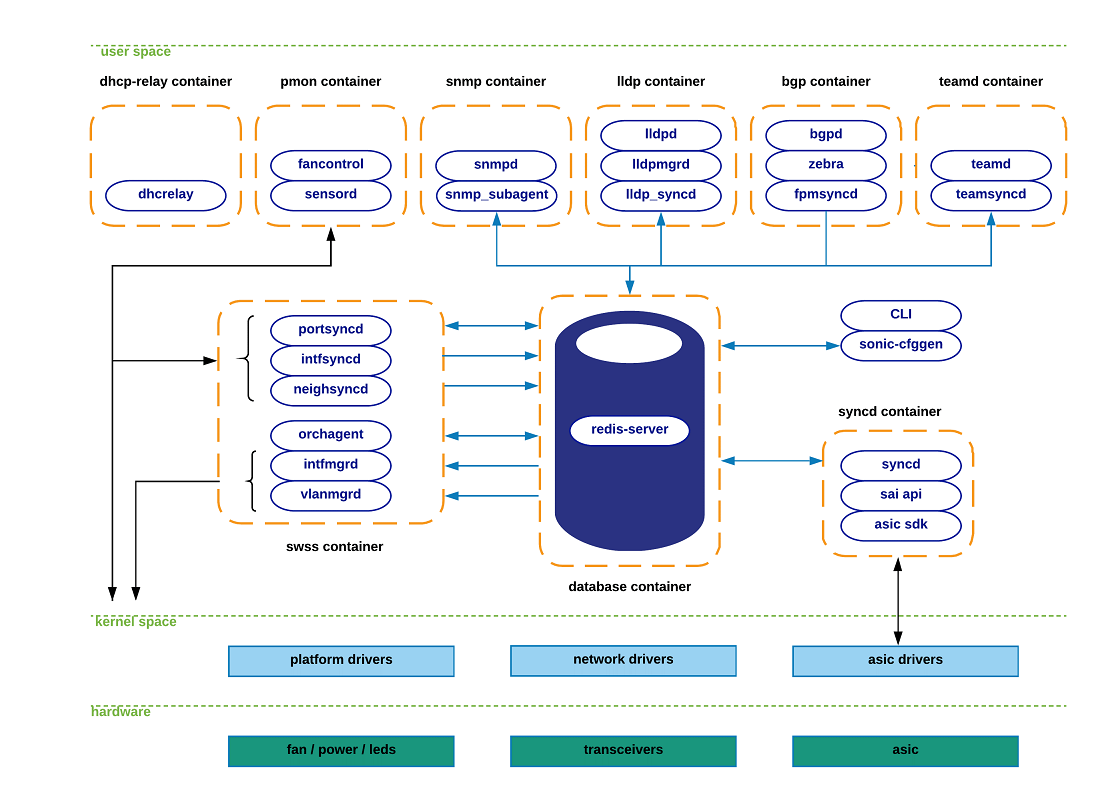 user space
dhcp-relay container
pmon container
snmp container
lldp container
bgp container
teamd container
dhcrelay
fancontrol
sensord
snmpd
snmp_subagent
lldpd
lldpmgrd
lldp_syncd
bgpd
zebra
fpmsyncd
teamd
teamsyncd
portsyncd
intfsyncd
neighsyncd
orchagent
intfmgrd
vlanmgrd
swss container
redis-server
database container
CLI
sonic-cfggen
syncd container
syncd
sai api
asic sdk
kernel space
platform drivers
network drivers
asic drivers
hardware
fan / power / leds
transceivers
asic